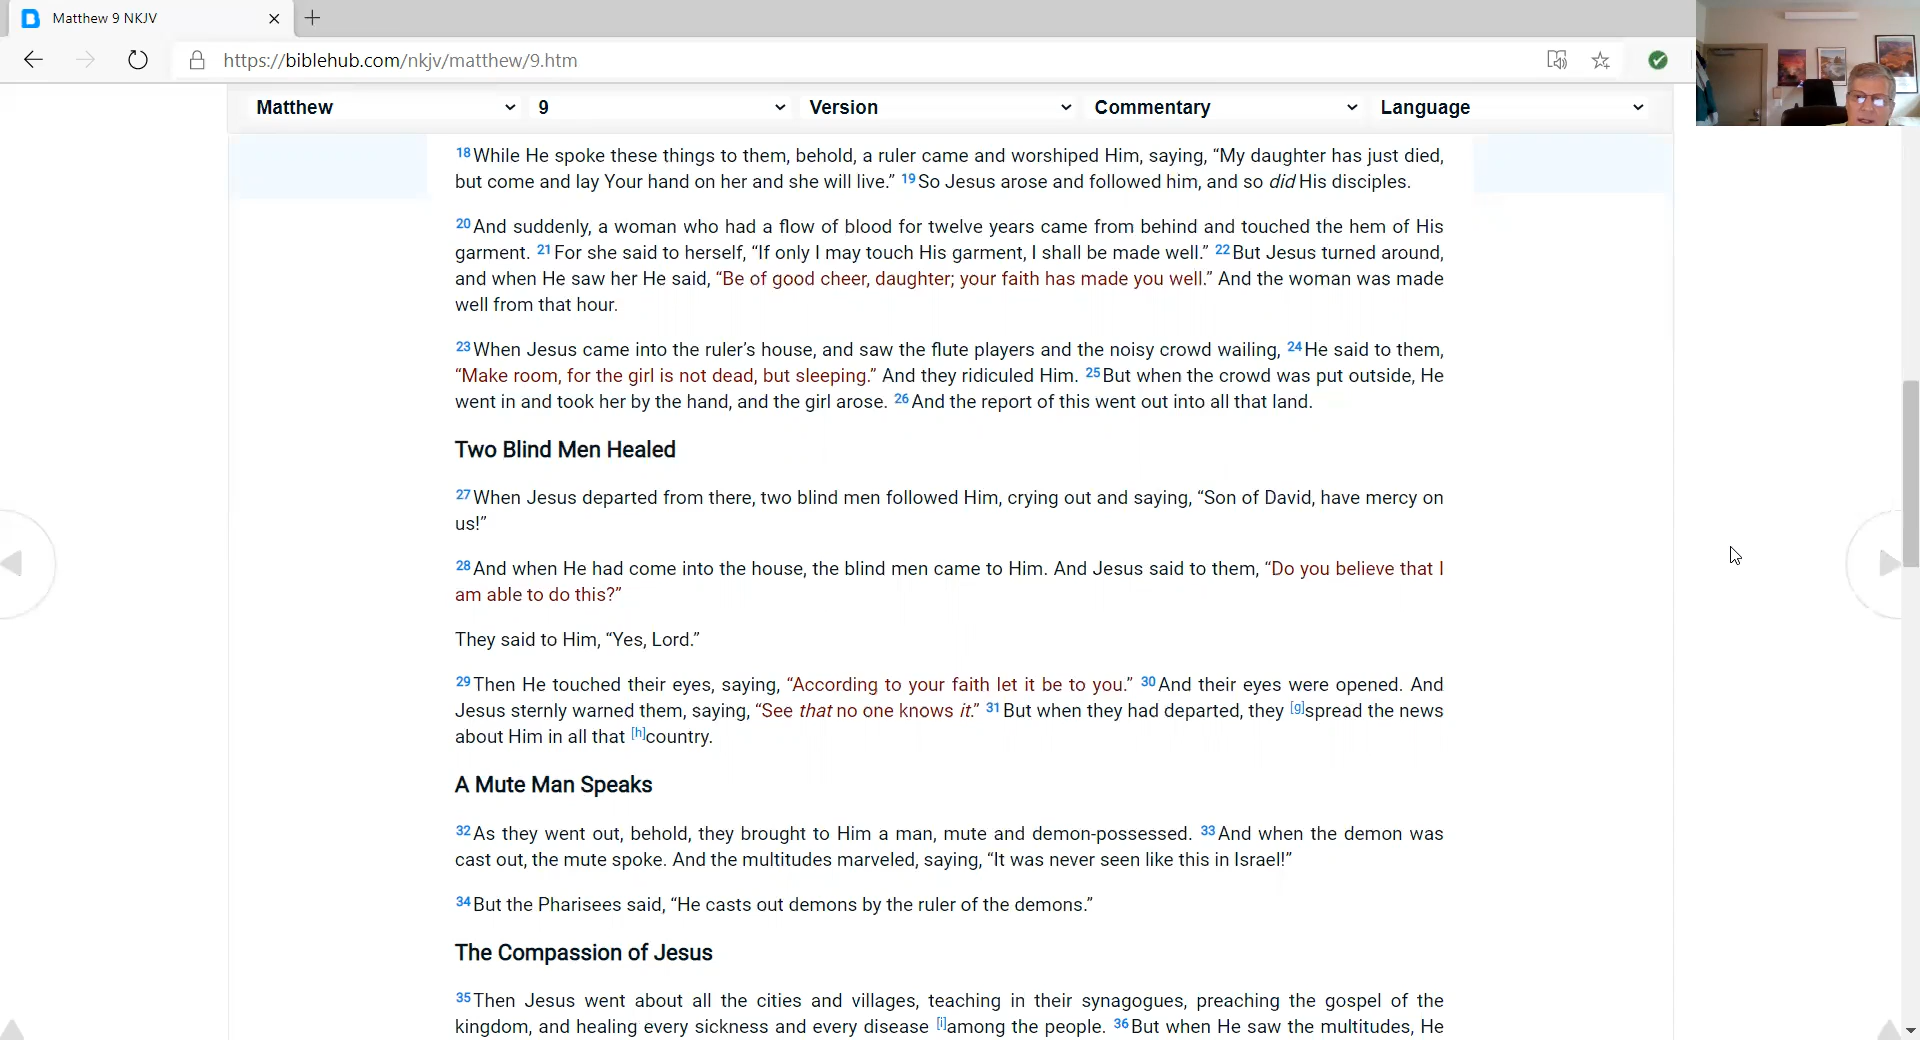 Matthew 9 NKJV
https://biblehub.com/nkjv/matthew/9.htm
Matthew 9 Version Commentary Language
18 While He spoke these things to them, behold, a ruler came and worshiped Him, saying, “My daughter has just died,
but come and lay Your hand on her and she will live.” 19 So Jesus arose and followed him, and so did His disciples.
20 And suddenly, a woman who had a flow of blood for twelve years came from behind and touched the hem of His
garment. 21 For she said to herself, “If only I may touch His garment, I shall be made well.” 22 But Jesus turned around,
and when He saw her He said, “Be of good cheer, daughter; your faith has made you well.” And the woman was made
well from that hour.
23 When Jesus came into the ruler’s house, and saw the flute players and the noisy crowd wailing, 24 He said to them,
“Make room, for the girl is not dead, but sleeping.” And they ridiculed Him. 25 But when the crowd was put outside, He
went in and took her by the hand, and the girl arose. 26 And the report of this went out into all that land.
Two Blind Men Healed
27 When Jesus departed from there, two blind men followed Him, crying out and saying, “Son of David, have mercy on
us!”
28 And when He had come into the house, the blind men came to Him. And Jesus said to them, “Do you believe that I
am able to do this?”
They said to Him, “Yes, Lord.”
29 Then He touched their eyes, saying, “According to your faith let it be to you.” 30 And their eyes were opened. And
Jesus sternly warned them, saying, “See that no one knows it.” 31 But when they had departed, they [g]spread the news
about Him in all that [h]country.
A Mute Man Speaks
32 As they went out, behold, they brought to Him a man, mute and demon-possessed. 33 And when the demon was
cast out, the mute spoke. And the multitudes marveled, saying, “It was never seen like this in Israel!”
34 But the Pharisees said, “He casts out demons by the ruler of the demons.”
The Compassion of Jesus
35 Then Jesus went about all the cities and villages, teaching in their synagogues, preaching the gospel of the
kingdom, and healing every sickness and every disease [i]among the people. 36 But when He saw the multitudes, He